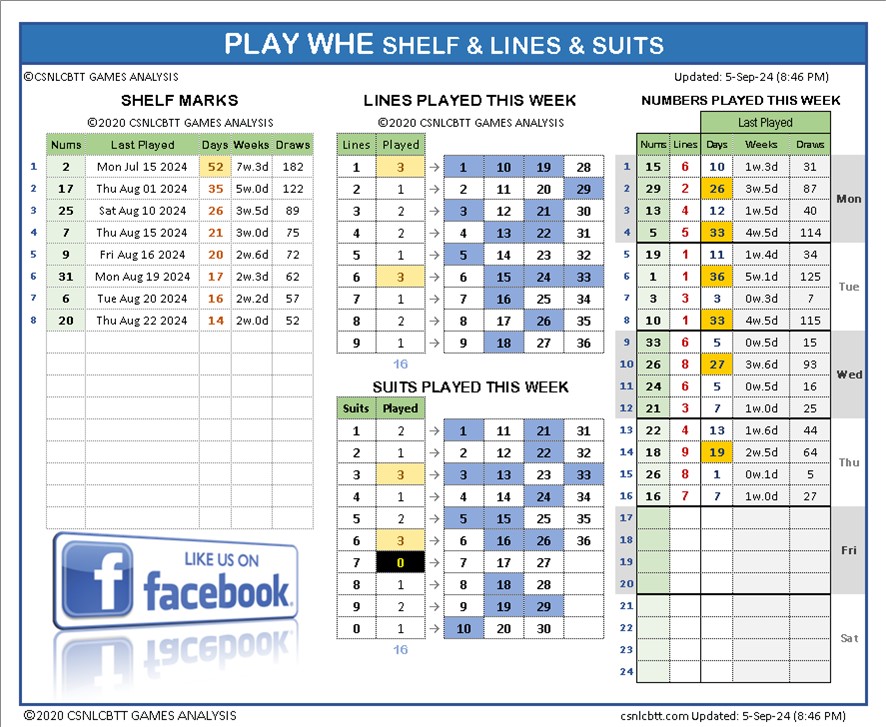 PLAY WHE SHELF & LINES & SUITS
©CSNLCBTT GAMES ANALYSIS
Updated: 5-Sep-24 (8:46 PM)
SHELF MARKS
©2020 CSNLCBTT GAMES ANALYSIS
Nums Last Played Days Weeks Draws
1 2 Mon Jul 15 2024 52 7w.3d 182
2 17 Thu Aug 01 2024 35 5w.0d 122
3 25 Sat Aug 10 2024 26 3w.5d 89
4 7 Thu Aug 15 2024 21 3w.0d 75
5 9 Fri Aug 16 2024 20 2w.6d 72
6 31 Mon Aug 19 2024 17 2w.3d 62
7 6 Tue Aug 20 2024 16 2w.2d 57
8 20 Thu Aug 22 2024 14 2w.0d 52
LIKE US ON
f facebook.
LINES PLAYED THIS WEEK
©2020 CSNLCBTT GAMES ANALYSIS
Lines Played
1 3 → 1 10 19 28
2 1 → 2 11 20 29
3 2 → 3 12 21 30
4 2 → 4 13 22 31
5 1 → 5 14 23 32
6 3 → 6 15 24 33
7 1 → 7 16 25 34
8 2 → 8 17 26 35
9 1 → 9 18 27 36
16
SUITS PLAYED THIS WEEK
Suits Played
1 2 → 1 11 21 31
2 1 → 2 12 22 32
3 3 → 3 13 23 33
4 1 → 4 14 24 34
5 2 → 5 15 25 35
6 3 → 6 16 26 36
7 0 → 7 17 27
8 1 → 8 18 28
9 2 → 9 19 29
0 1 → 10 20 30
16
NUMBERS PLAYED THIS WEEK
Last Played
Nums Lines Days Weeks Draws
1 15 6 10 1w.3d 31
2 29 2 26 3w.5d 87
Mon
3 13 4 12 1w.5d 40
4 5 5 33 4w.5d 114
5 19 1 11 1w.4d 34
6 1 1 36 5w.1d 125
Tue
7 3 3 3 0w.3d 7
8 10 1 33 4w.5d 115
9 33 6 5 0w.5d 15
10 26 8 27 3w.6d 93
Wed
11 24 6 5 0w.5d 16
12 21 3 7 1w.0d 25
13 22 4 13 1w.6d 44
14 18 9 19 2w.5d 64
Thu
15 26 8 1 0w.1d 5
16 16 7 7 1w.0d 27
17
18
Fri
19
20
21
22
Sat
23
24
©2020 CSNLCBTT GAMES ANALYSIS
csnlcbtt.com Updated: 5-Sep-24 (8:46 PM)